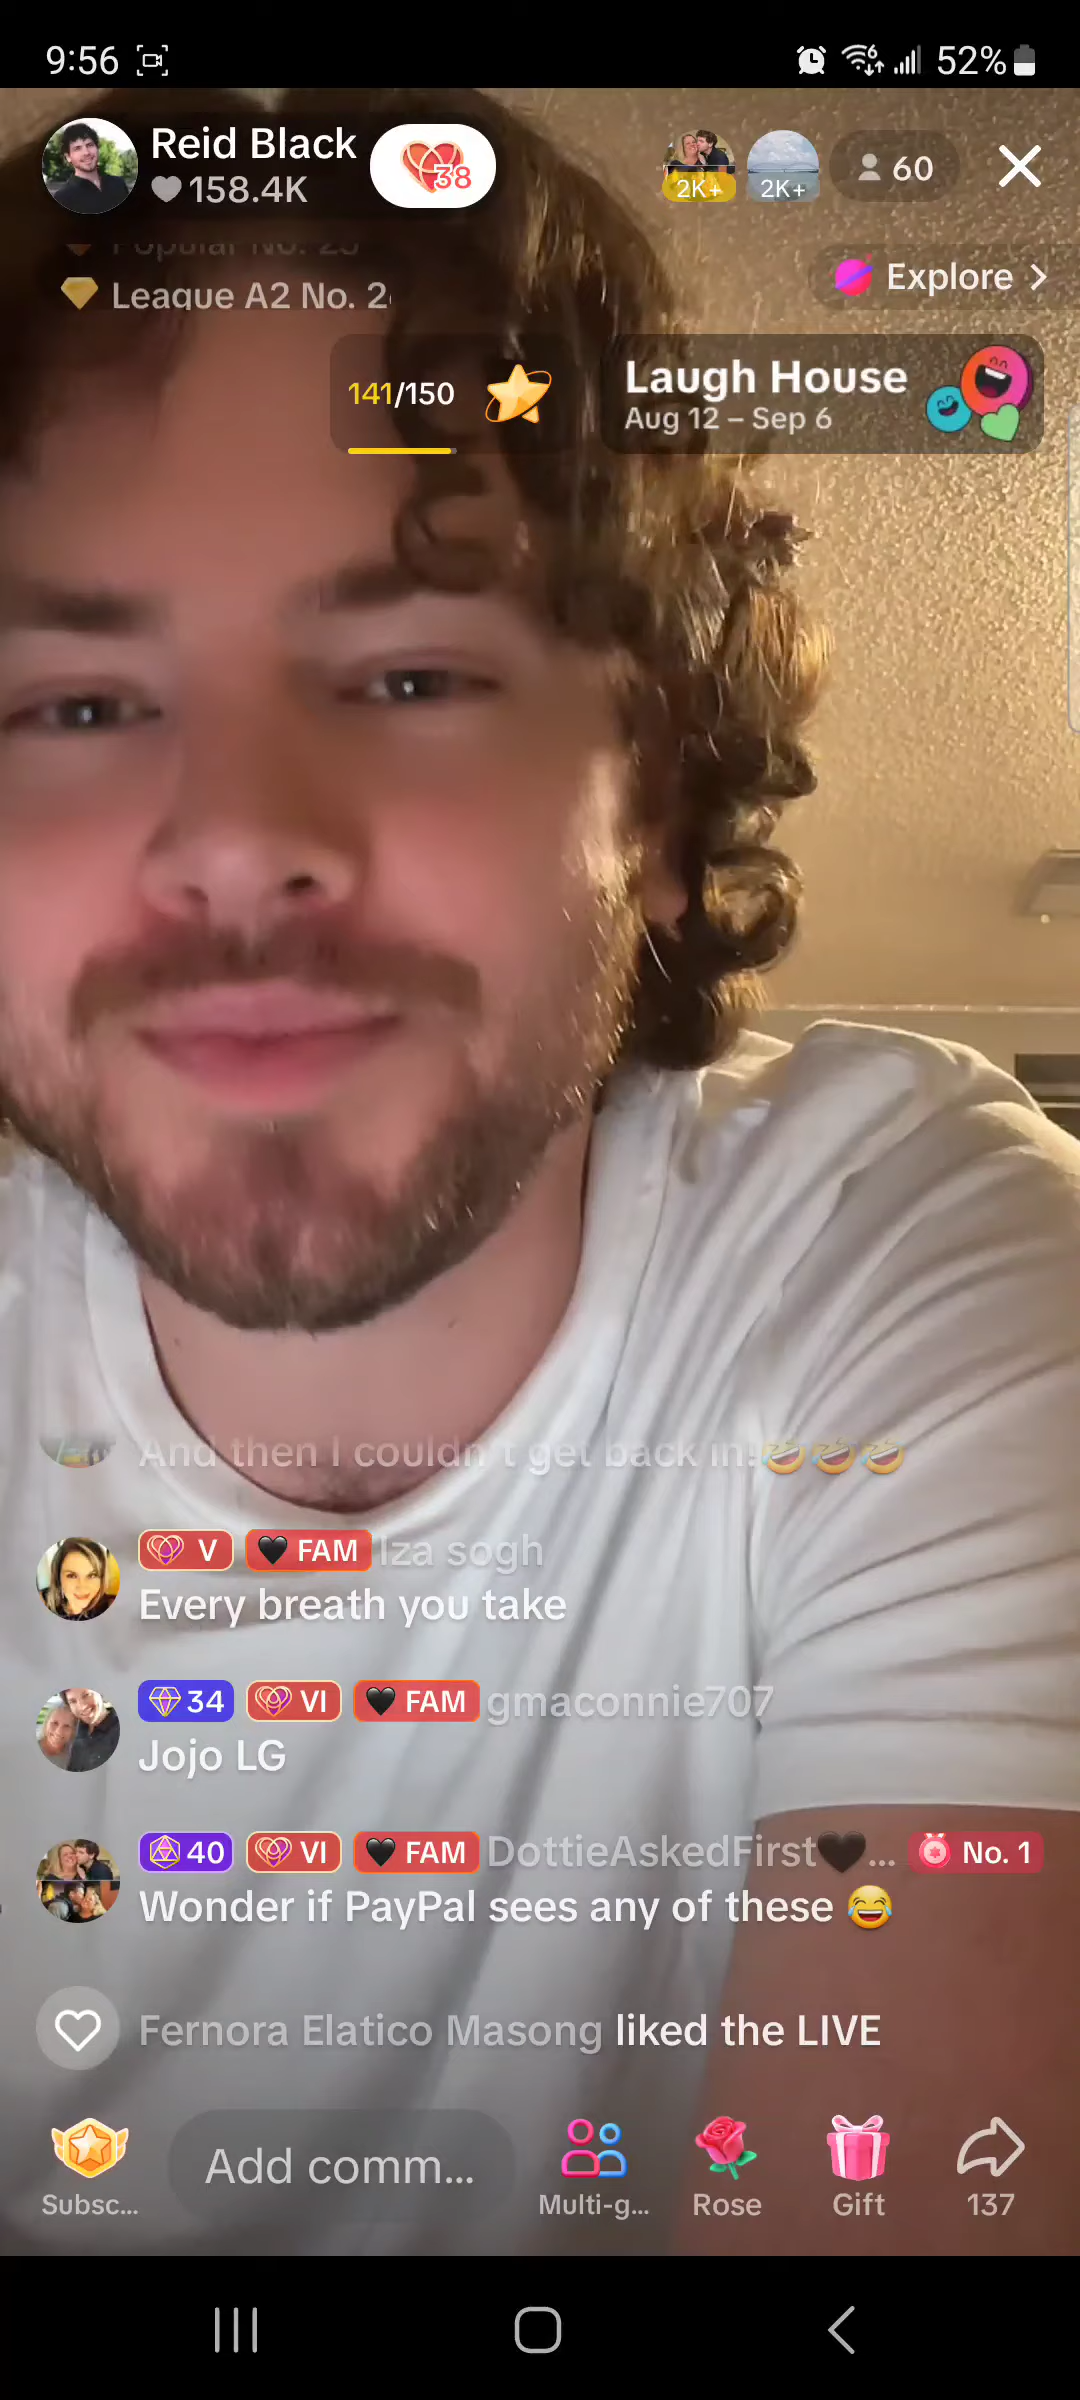 9:56
52%
Reid Black
158.4K
38
2K+
2K+
60
Popular No. 23
League A2 No. 2
Explore >
141/150
Laugh House
Aug 12 – Sep 6
And then I couldn't get back in!🤣🤣🤣
V 🖤 FAM Iza sogh
Every breath you take
34 VI 🖤 FAM gmaconnie707
Jojo LG
40 VI 🖤 FAM DottieAskedFirst🖤... No. 1
Wonder if PayPal sees any of these 😂
Fernora Elatico Masong liked the LIVE
Subsc...
Add comm...
Multi-g...
Rose
Gift
137